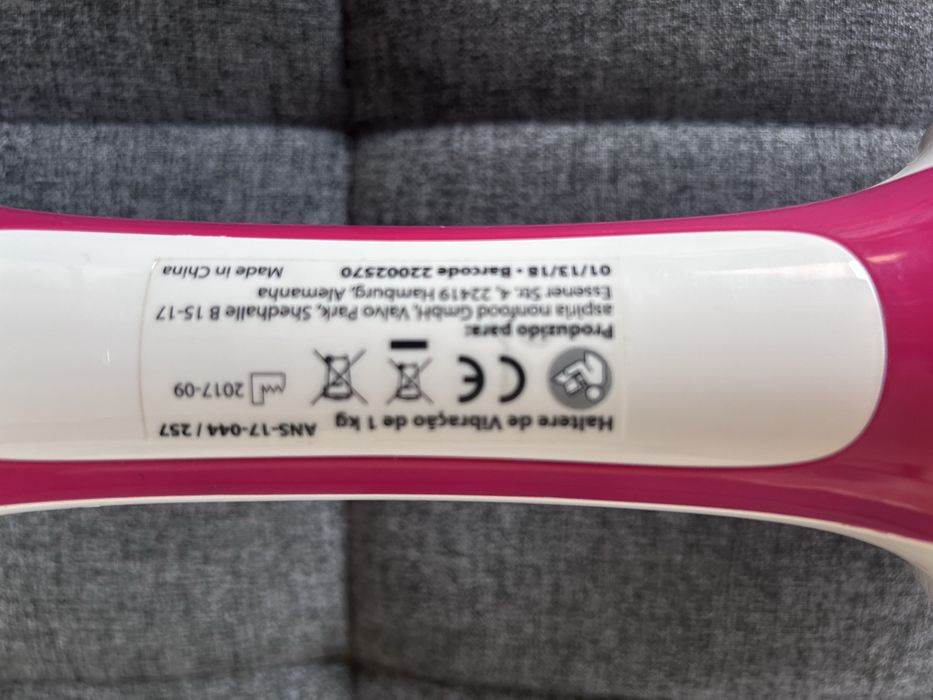 Haltere de Vibração de 1 kg ANS-17-044 / 257
CE 2017-09
Produzido para:
aspiria nonfood GmbH, Valvo Park, Shedhalle B 15-17
Essener Str. 4, 22419 Hamburg, Alemanha
01/13/18 • Barcode 22002570 Made in China